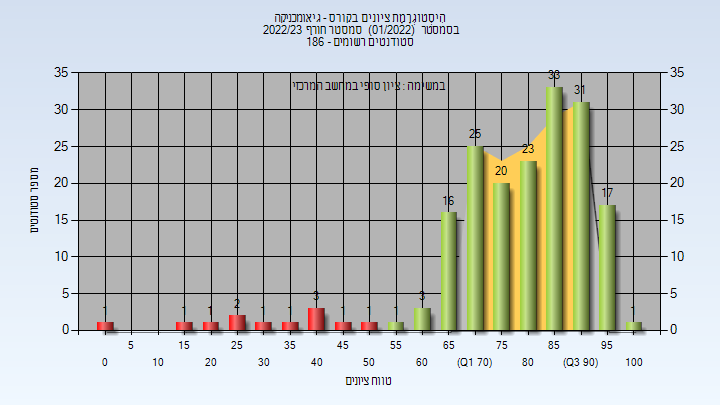 היסטוגרמת ציונים בקורס - גיאומכניקה
בסמסטר (01/2022) סמסטר חורף 2022/23
סטודנטים רשומים - 186
במשימה : ציון סופי במחשב המרכזי
מספר סטודנטים
35 35
30 30
25 25
20 20
15 15
10 10
5 5
0 0
1 1 1 2 1 1 3 1 1 1 3 16 25 20 23 33 31 17 1
5 15 25 35 45 55 65 75 85 95
0 10 20 30 40 50 60 (Q1 70) 80 (Q3 90) 100
טווח ציונים